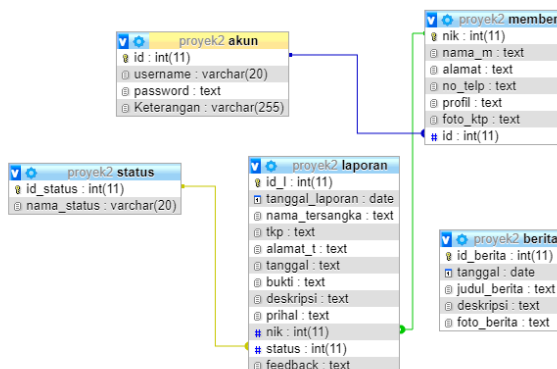 proyek2 akun
id : int(11)
username : varchar(20)
password : text
Keterangan : varchar(255)
proyek2 member
nik : int(11)
nama_m : text
alamat : text
no_telp : text
profil : text
foto_ktp : text
# id : int(11)
proyek2 status
id_status : int(11)
nama_status : varchar(20)
proyek2 laporan
id_l : int(11)
tanggal_laporan : date
nama_tersangka : text
tkp : text
alamat_t : text
tanggal : text
bukti : text
deskripsi : text
prihal : text
# nik : int(11)
# status : int(11)
feedback : text
proyek2 berita
id_berita : int(11)
tanggal : date
judul_berita : text
deskripsi : text
foto_berita : text